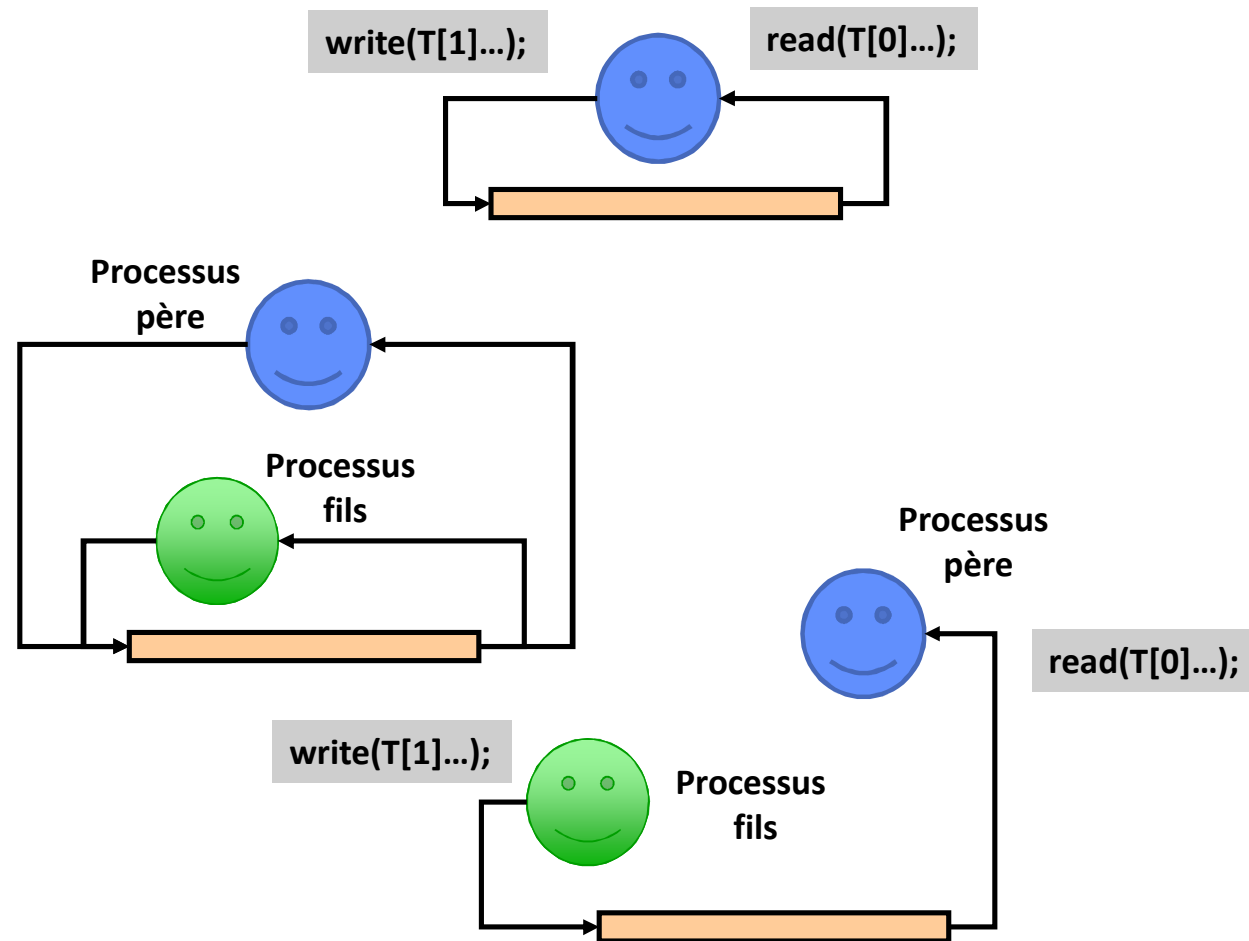 write(T[1]…);
read(T[0]…);
Processus
père
Processus
fils
Processus
père
read(T[0]…);
write(T[1]…);
Processus
fils